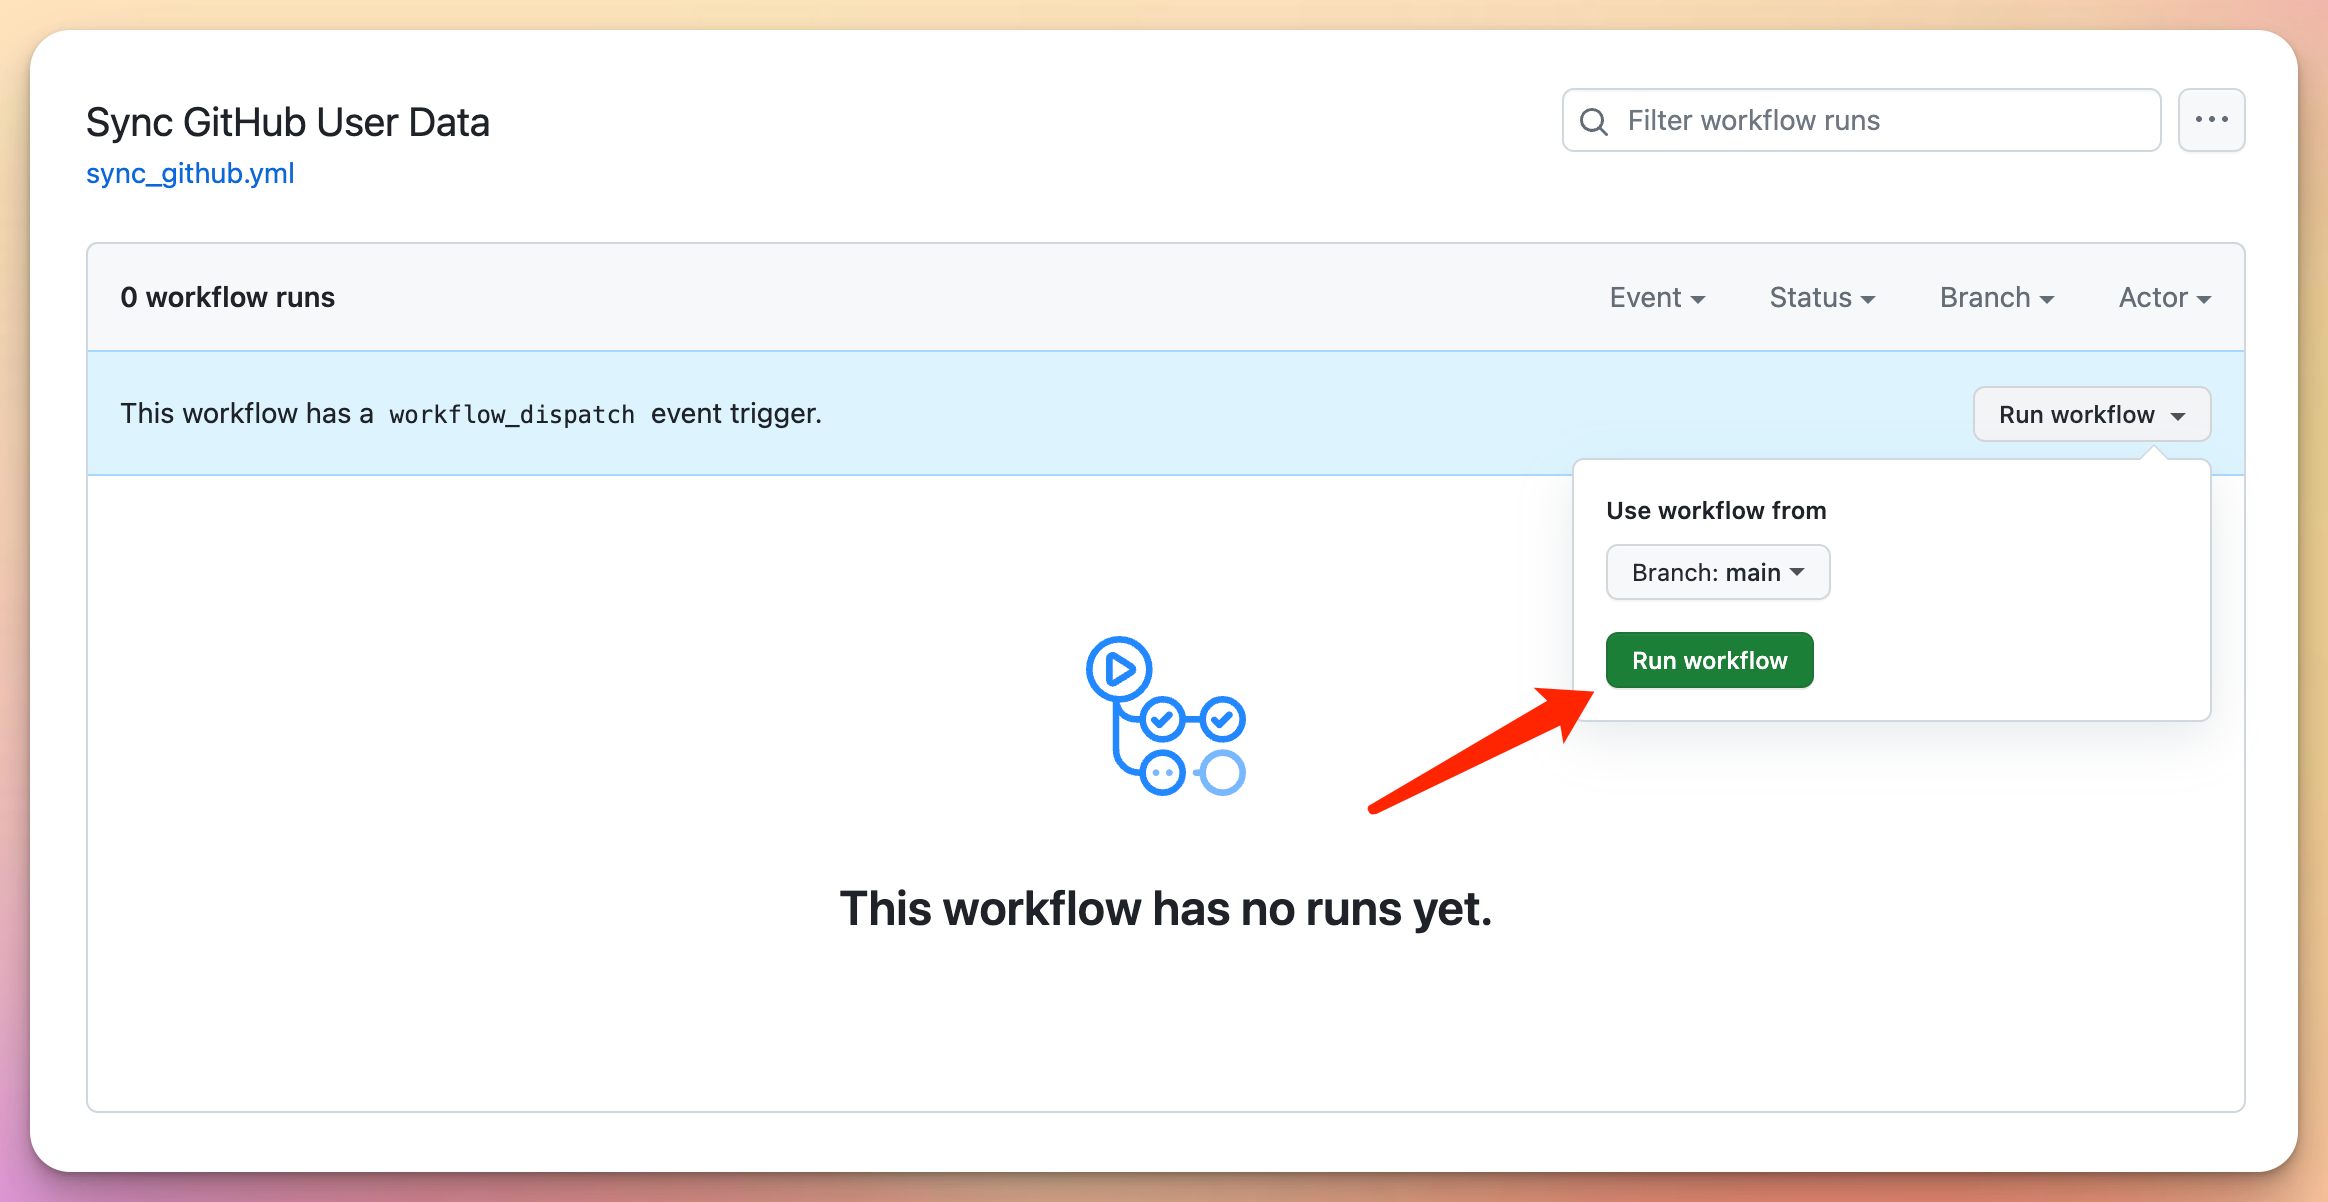 Sync GitHub User Data
Filter workflow runs
sync_github.yml
0 workflow runs
Event
Status
Branch
Actor
This workflow has a workflow_dispatch event trigger.
Run workflow
Use workflow from
Branch: main
Run workflow
This workflow has no runs yet.